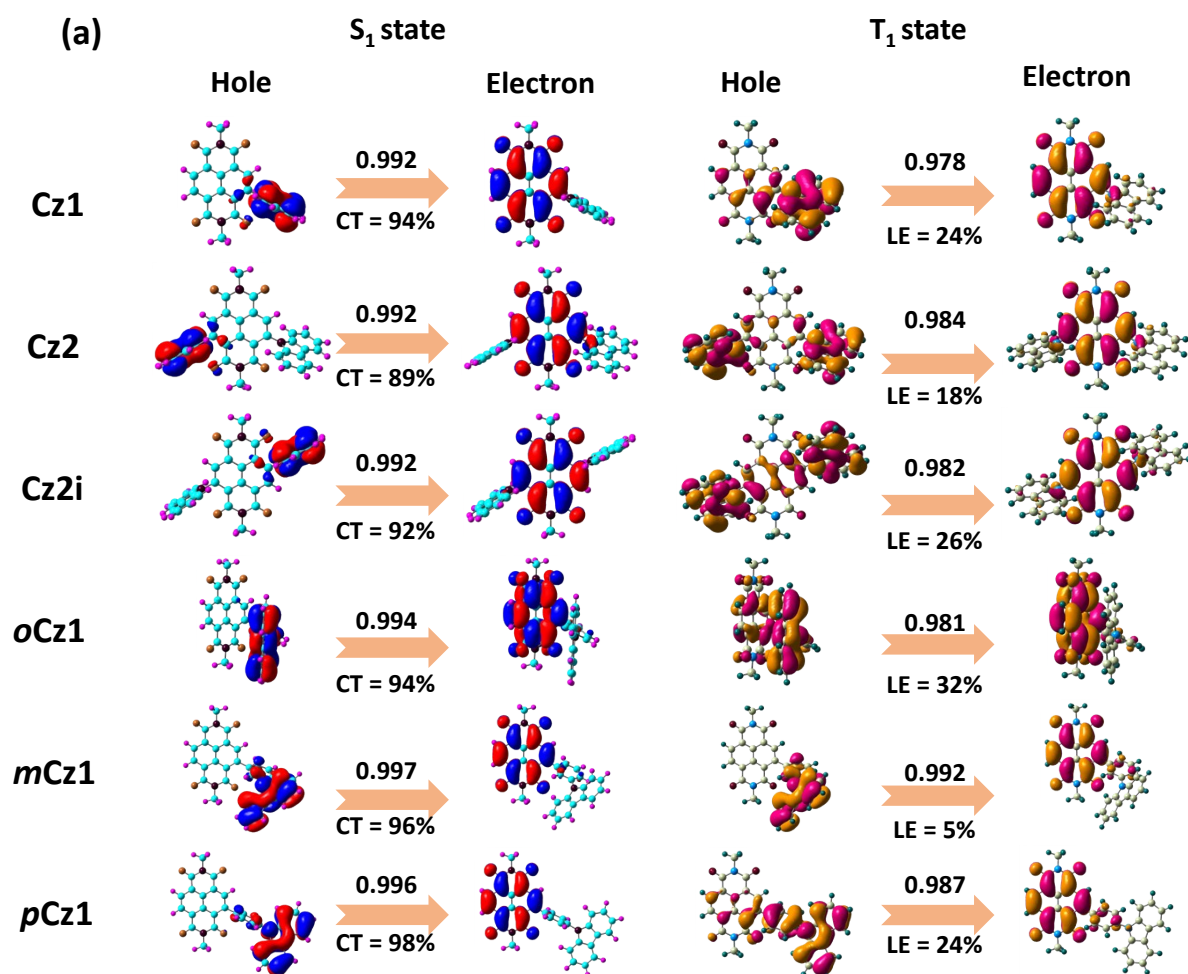 (a)
S1 state
T1 state
Hole
Electron
Hole
Electron
Cz1
0.992
CT = 94%
0.978
LE = 24%
Cz2
0.992
CT = 89%
0.984
LE = 18%
Cz2i
0.992
CT = 92%
0.982
LE = 26%
oCz1
0.994
CT = 94%
0.981
LE = 32%
mCz1
0.997
CT = 96%
0.992
LE = 5%
pCz1
0.996
CT = 98%
0.987
LE = 24%